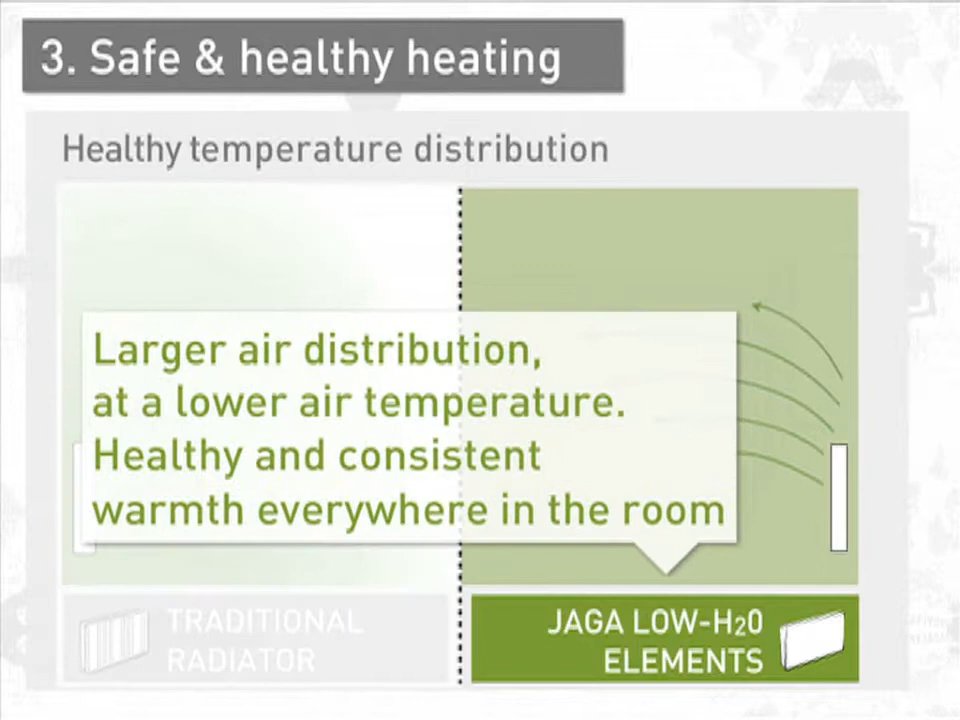 3. Safe & healthy heating
Healthy temperature distribution
Larger air distribution,
at a lower air temperature.
Healthy and consistent
warmth everywhere in the room
TRADITIONAL
RADIATOR
JAGA LOW-H₂0
ELEMENTS